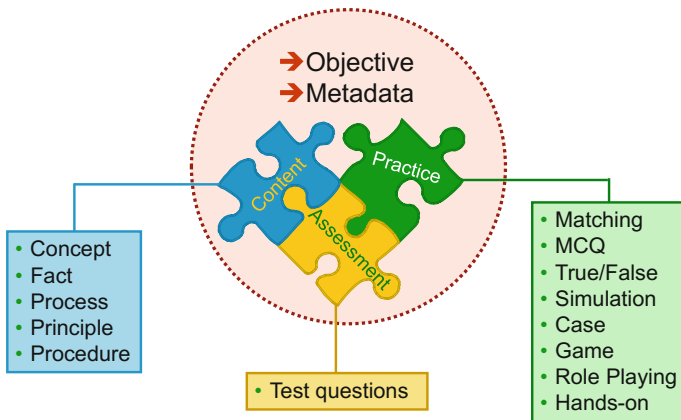 Objective
Metadata
Content
Practice
Assessment
• Concept
• Fact
• Process
• Principle
• Procedure
• Test questions
• Matching
• MCQ
• True/False
• Simulation
• Case
• Game
• Role Playing
• Hands-on